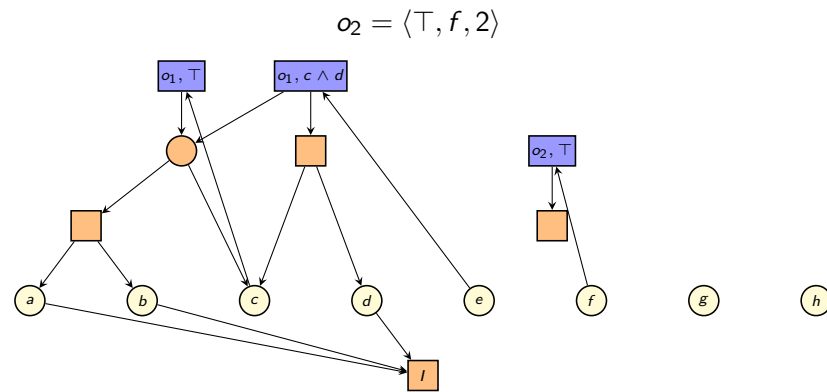 o₂ = ⟨⊤, f, 2⟩
o₁, ⊤
o₁, c ∧ d
o₂, ⊤
a
b
c
d
e
f
g
h
I